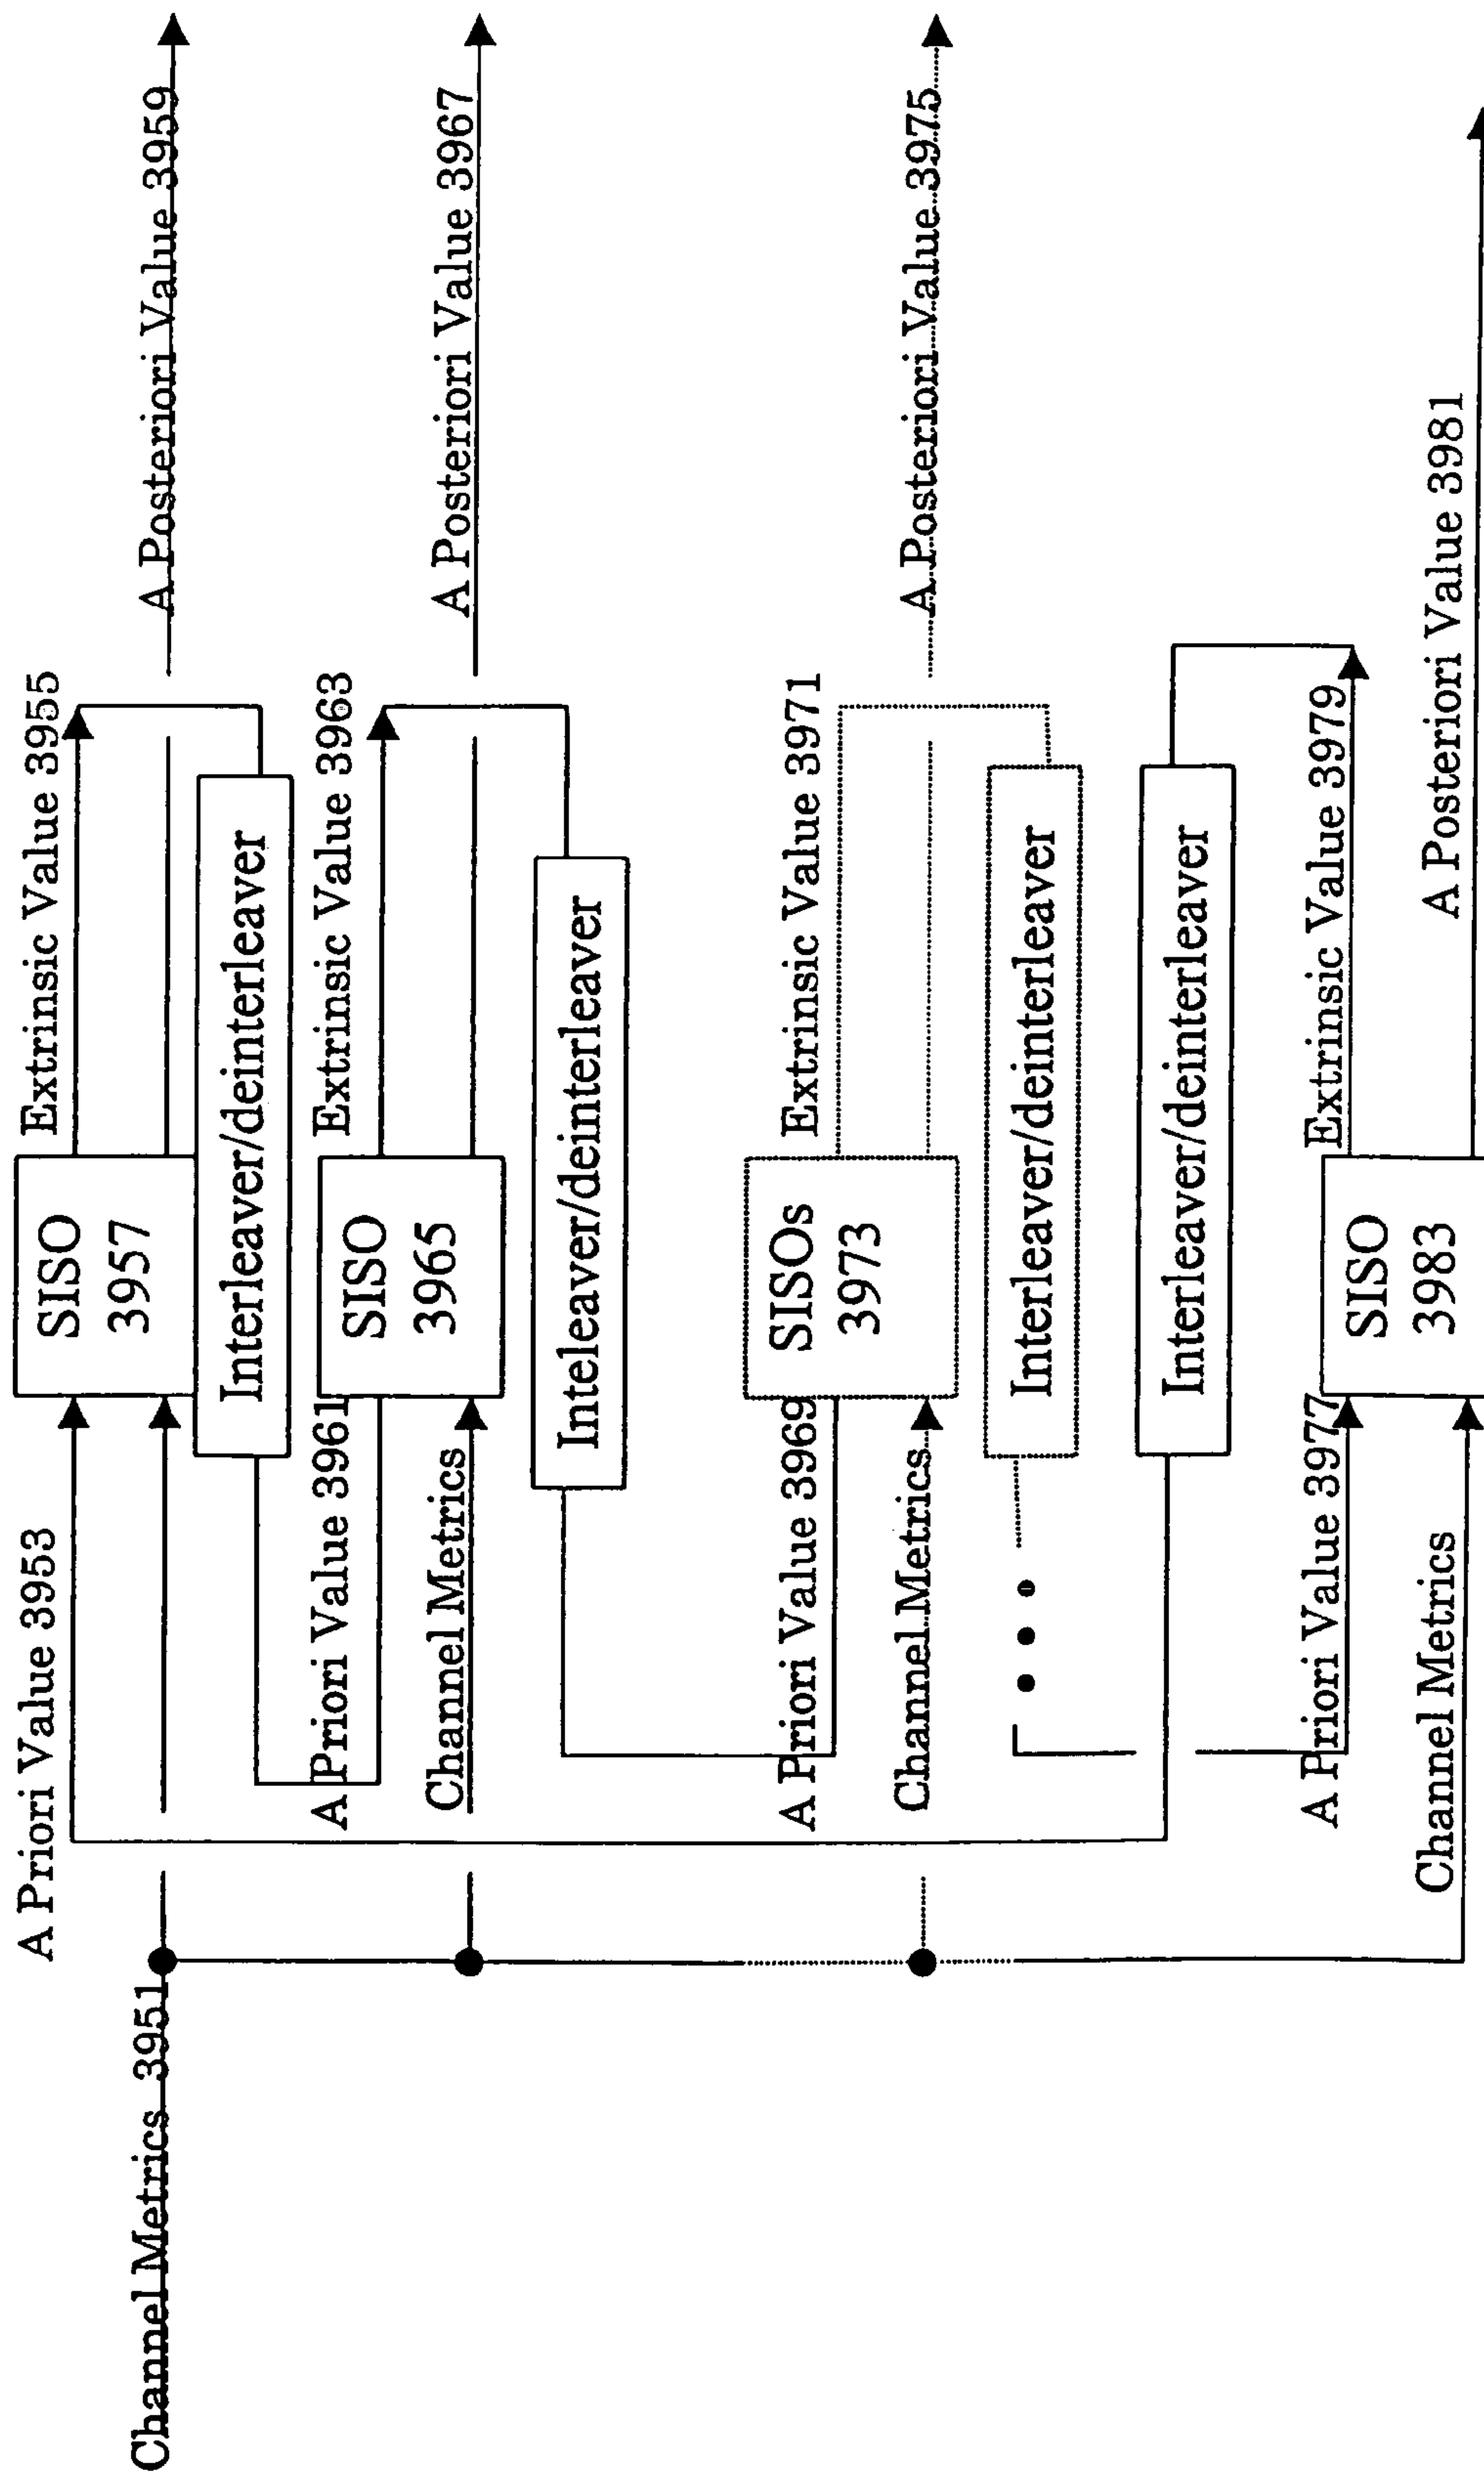 Channel Metrics 3951
A Priori Value 3953
SISO
3957
Extrinsic Value 3955
A Posteriori Value 3959
Interleaver/deinterleaver
A Priori Value 3961
Channel Metrics
SISO
3965
Extrinsic Value 3963
A Posteriori Value 3967
Inteleaver/deinterleaver
A Priori Value 3969
Channel Metrics
SISOs
3973
Extrinsic Value 3971
A Posteriori Value 3975
Interleaver/deinterleaver
Interleaver/deinterleaver
A Priori Value 3977
Channel Metrics
SISO
3983
Extrinsic Value 3979
A Posteriori Value 3981